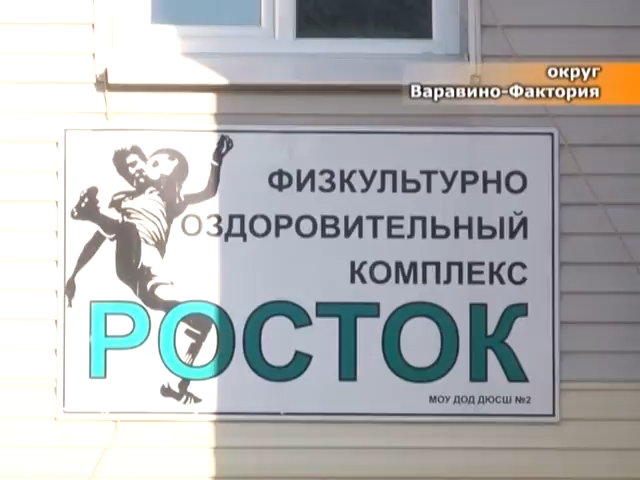 округ
Варавино-Фактория
ФИЗКУЛЬТУРНО
ОЗДОРОВИТЕЛЬНЫЙ
КОМПЛЕКС
РОСТОК
МОУ ДОД ДЮСШ №2